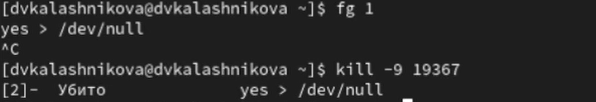 [dvkalashnikova@dvkalashnikova ~]$ fg 1
yes > /dev/null
^C
[dvkalashnikova@dvkalashnikova ~]$ kill -9 19367
[2]-  Убито                   yes > /dev/null